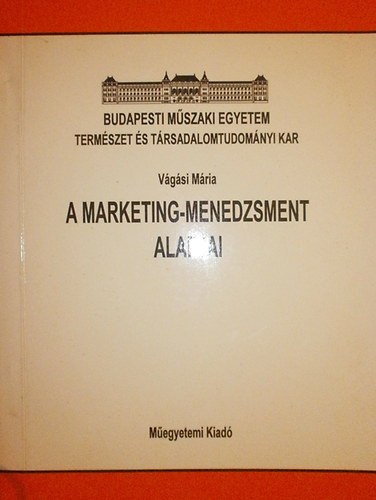 BUDAPESTI MŰSZAKI EGYETEM
TERMÉSZET ÉS TÁRSADALOMTUDOMÁNYI KAR
Vágási Mária
A MARKETING-MENEDZSMENT
ALAPJAI
Műegyetemi Kiadó